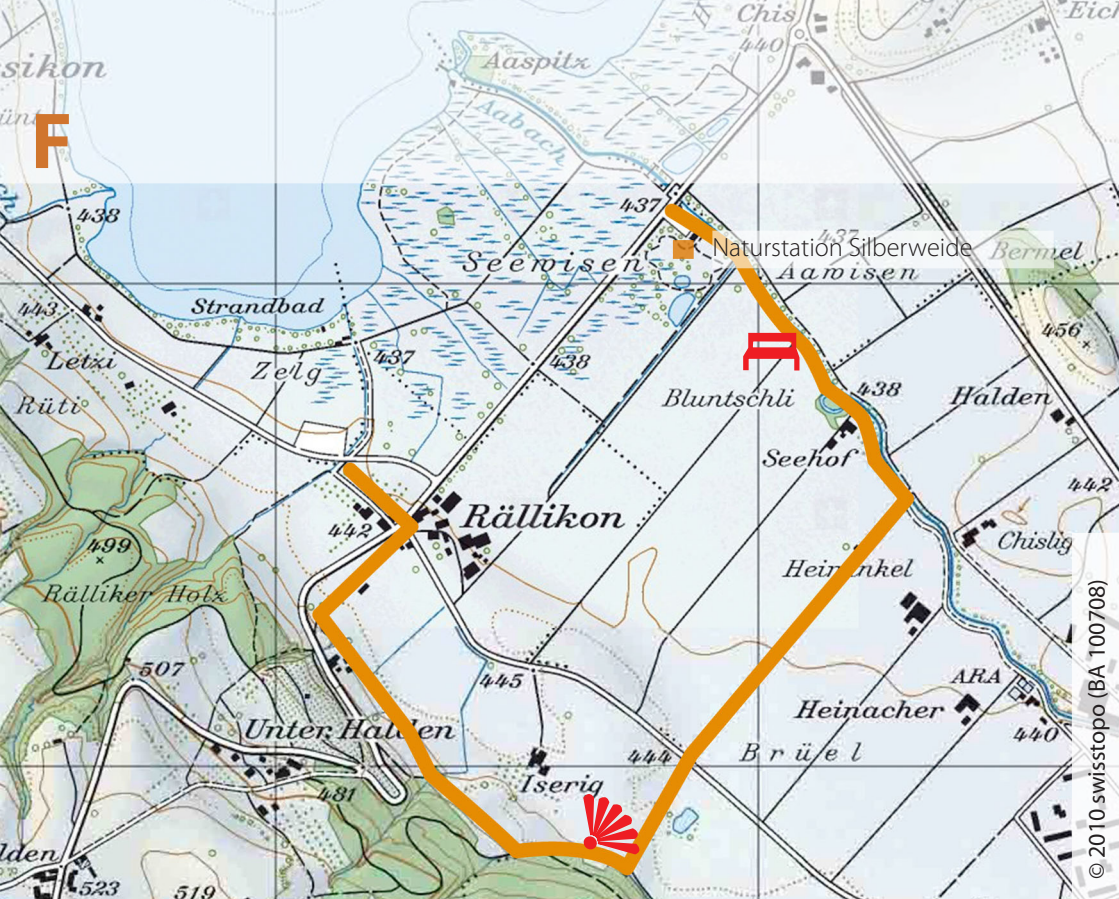 Chis
440
Aaspitz
sikon
Aabach
F
438
437
Naturstation Silberweide
437
Seewisen
Aawisen
Bermel
443
Strandbad
456
Letzi
437
438
Zelg
Rüti
Bluntschli
438
Halden
Seehof
442
442
Rällikon
499
Chislig
Rälliker Holz
507
445
ARA
Unter Halden
Heinacher
440
444
Brüel
481
Iserig
523
519
© 2010 swisstopo (BA 100708)